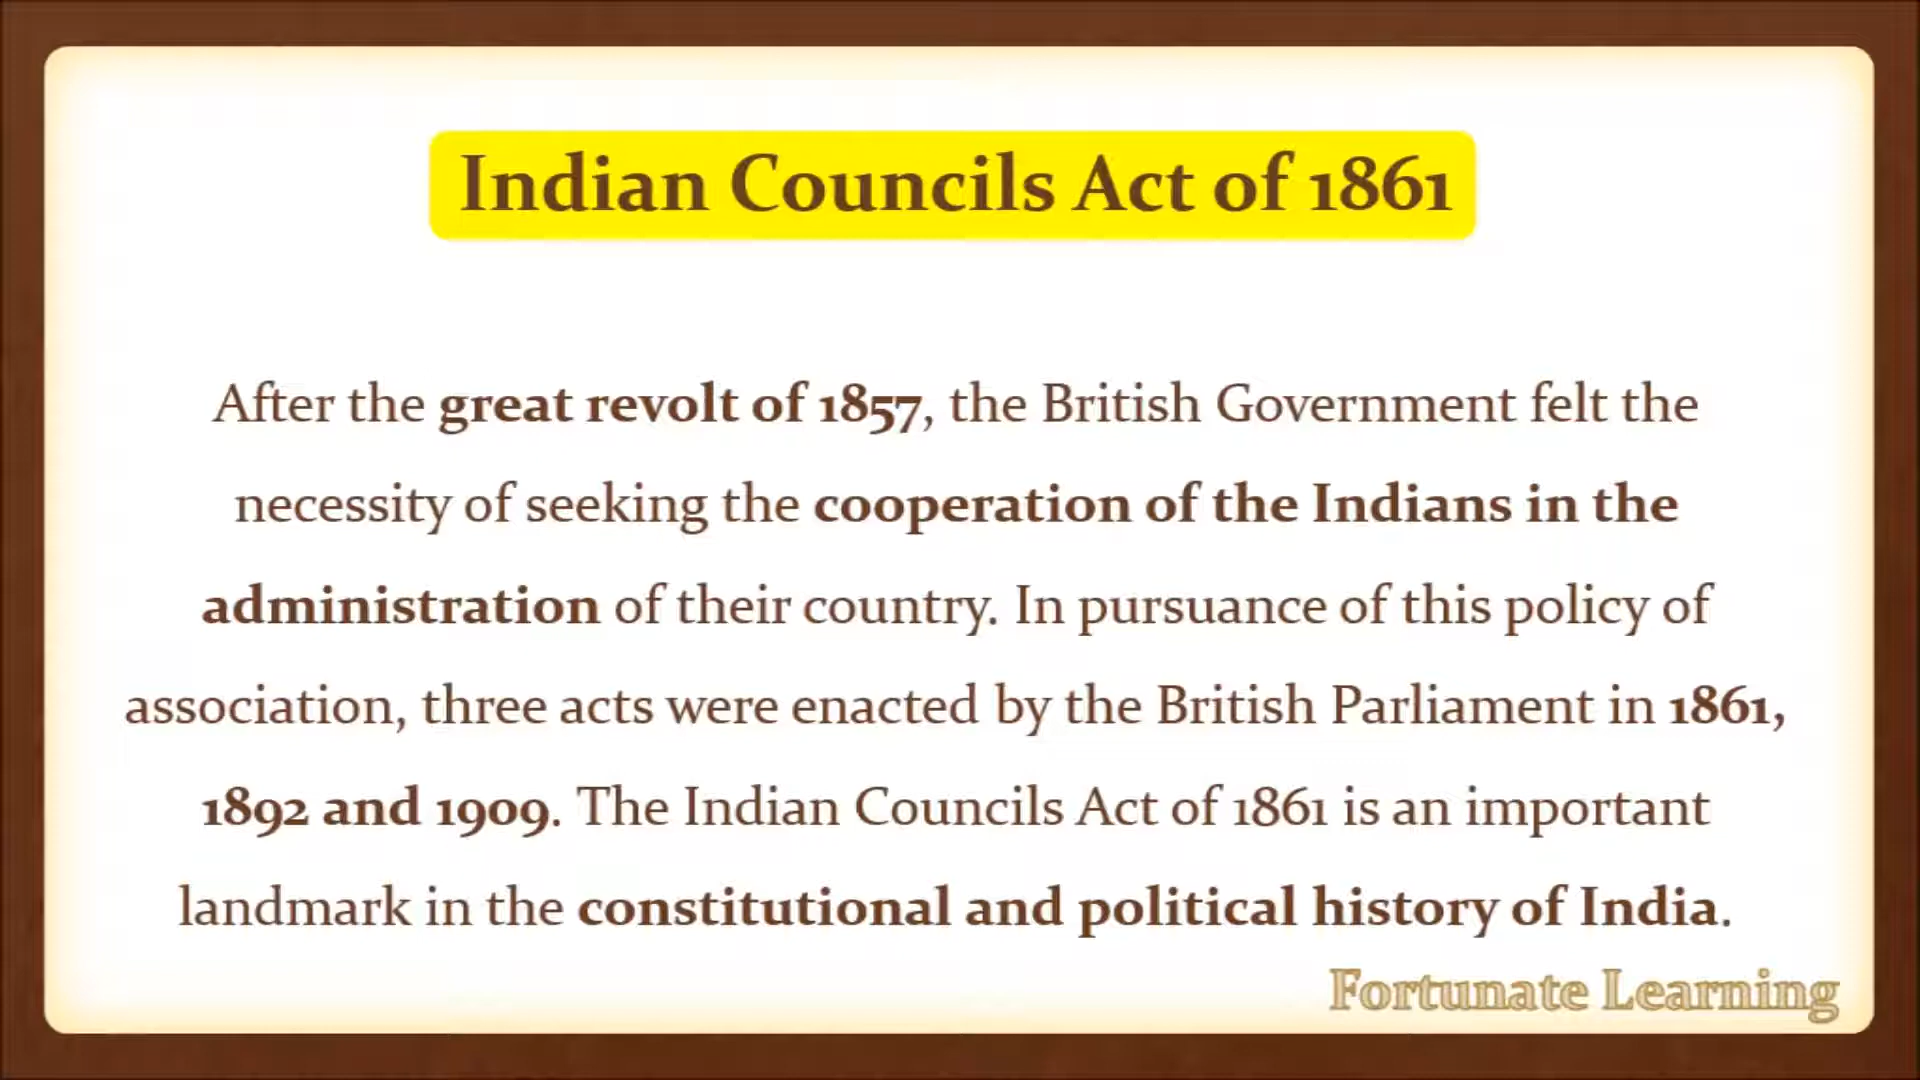 Indian Councils Act of 1861
After the great revolt of 1857, the British Government felt the
necessity of seeking the cooperation of the Indians in the
administration of their country. In pursuance of this policy of
association, three acts were enacted by the British Parliament in 1861,
1892 and 1909. The Indian Councils Act of 1861 is an important
landmark in the constitutional and political history of India.
Fortunate Learning